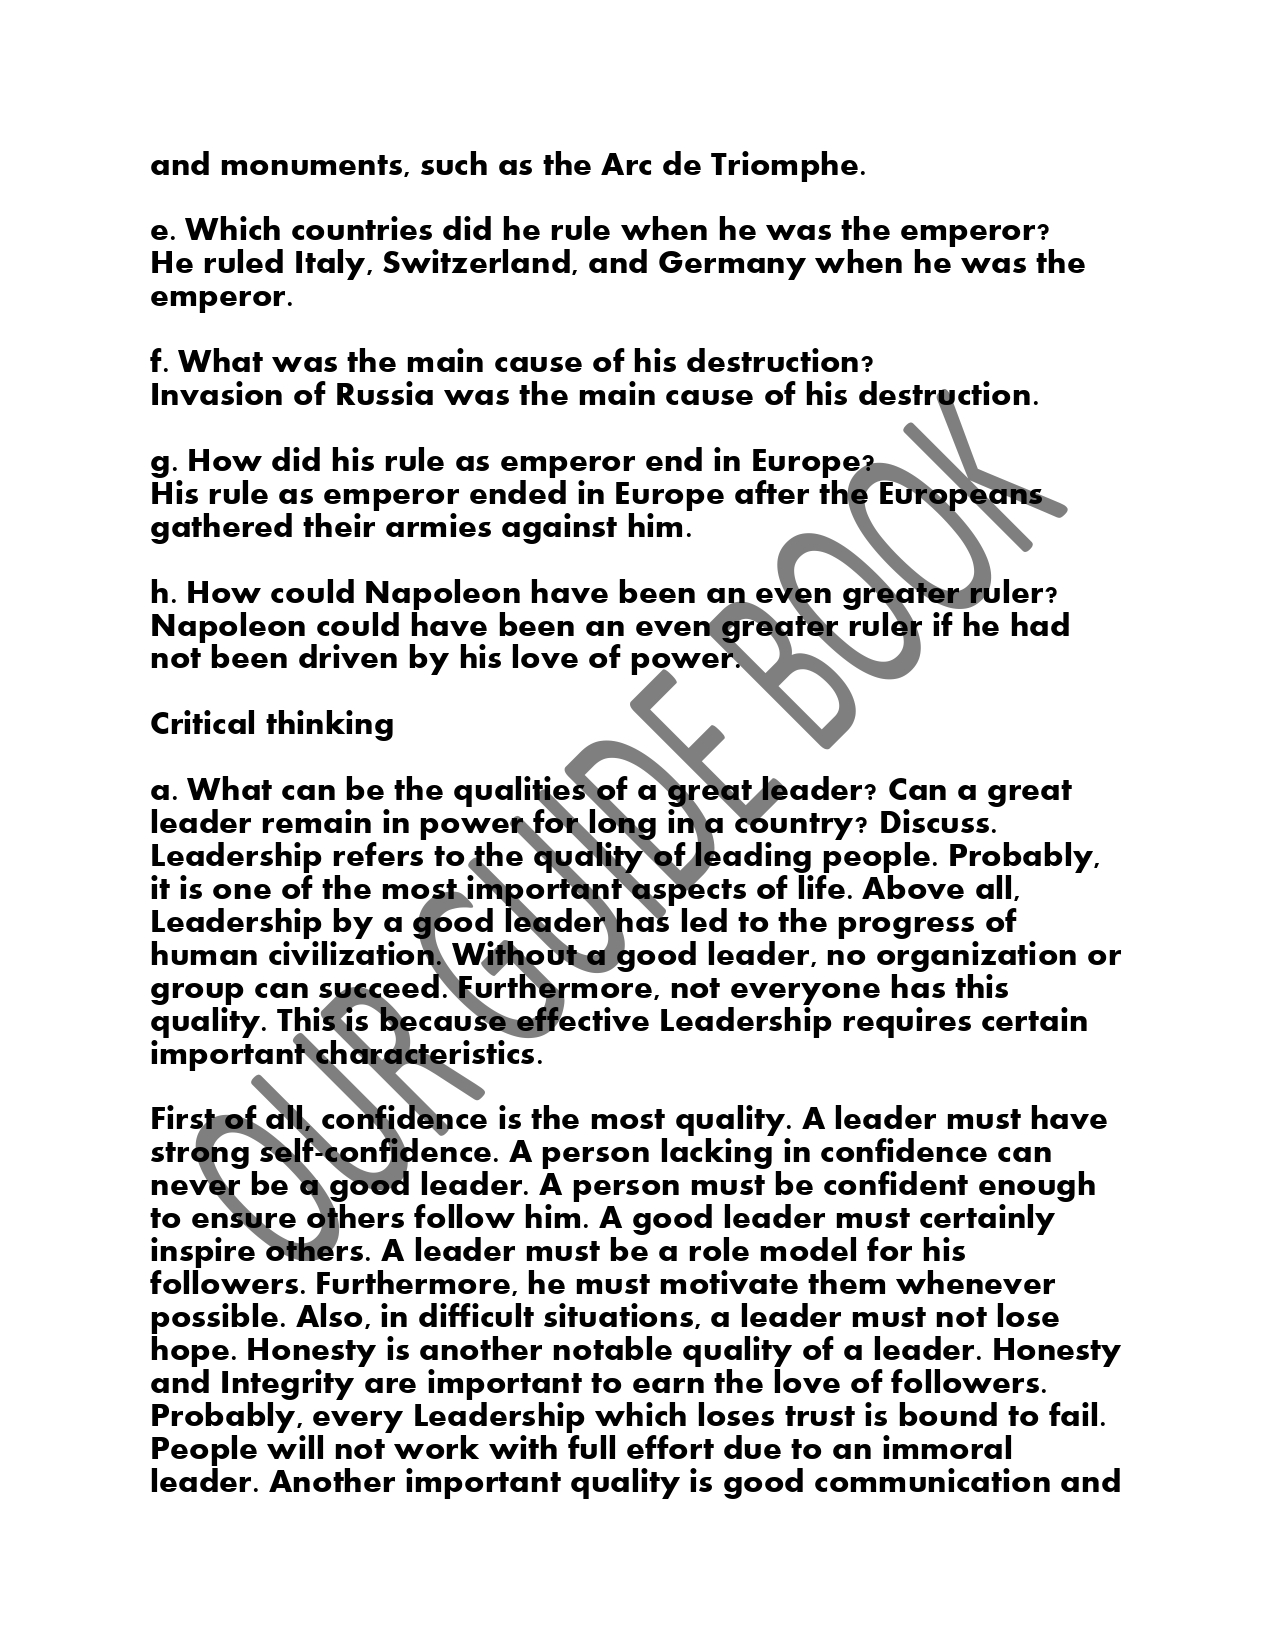 and monuments, such as the Arc de Triomphe.
e. Which countries did he rule when he was the emperor?
He ruled Italy, Switzerland, and Germany when he was the
emperor.
f. What was the main cause of his destruction?
Invasion of Russia was the main cause of his destruction.
g. How did his rule as emperor end in Europe?
His rule as emperor ended in Europe after the Europeans
gathered their armies against him.
h. How could Napoleon have been an even greater ruler?
Napoleon could have been an even greater ruler if he had
not been driven by his love of power.
Critical thinking
a. What can be the qualities of a great leader? Can a great
leader remain in power for long in a country? Discuss.
Leadership refers to the quality of leading people. Probably,
it is one of the most important aspects of life. Above all,
Leadership by a good leader has led to the progress of
human civilization. Without a good leader, no organization or
group can succeed. Furthermore, not everyone has this
quality. This is because effective Leadership requires certain
important characteristics.
First of all, confidence is the most quality. A leader must have
strong self-confidence. A person lacking in confidence can
never be a good leader. A person must be confident enough
to ensure others follow him. A good leader must certainly
inspire others. A leader must be a role model for his
followers. Furthermore, he must motivate them whenever
possible. Also, in difficult situations, a leader must not lose
hope. Honesty is another notable quality of a leader. Honesty
and Integrity are important to earn the love of followers.
Probably, every Leadership which loses trust is bound to fail.
People will not work with full effort due to an immoral
leader. Another important quality is good communication and
OUR GUIDE BOOK